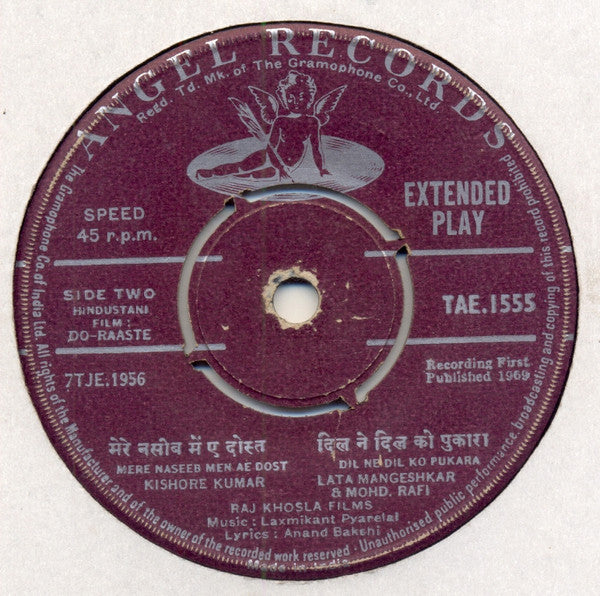 ANGEL RECORDS
Regd. Td. Mk. of The Gramophone Co., Ltd.
EXTENDED
PLAY
SPEED
45 r.p.m.
SIDE TWO
HINDUSTANI
FILM :
DO-RAASTE
TAE.1555
7TJE.1956
Recording First
Published 1969
मेरे नसीब में ए दोस्त
MERE NASEEB MEN AE DOST
KISHORE KUMAR
दिल ने दिल को पुकारा
DIL NE DIL KO PUKARA
LATA MANGESHKAR
& MOHD. RAFI
RAJ KHOSLA FILMS
Music : Laxmikant Pyarelal
Lyrics : Anand Bakshi
The Gramophone Co. of India Ltd. All rights of the Manufacturer and of the owner of the recorded work reserved · Unauthorised public performance broadcasting and copying of this record prohibited
Made in India